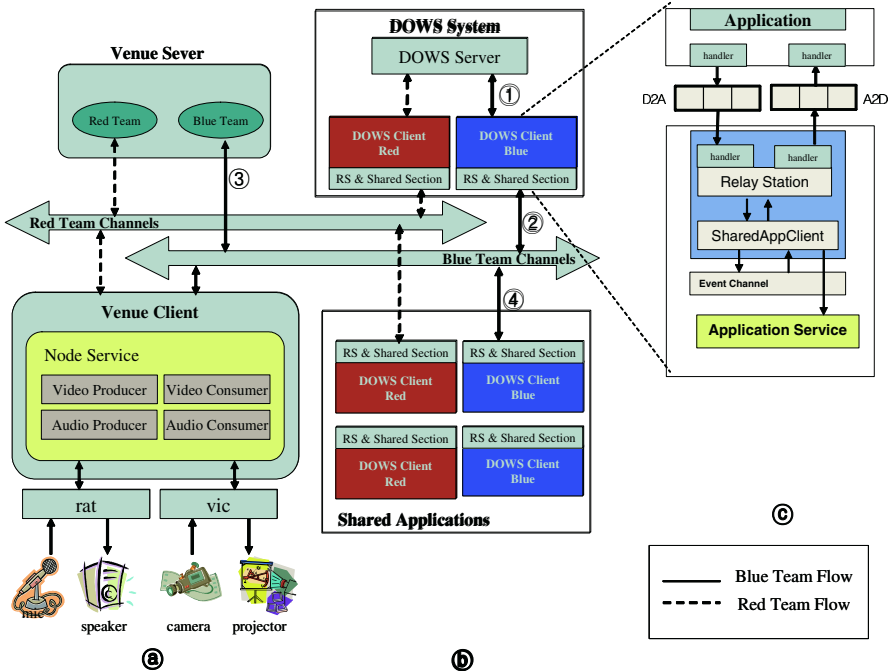 Venue Sever
Red Team
Blue Team
③
Red Team Channels
Blue Team Channels
Venue Client
Node Service
Video Producer
Video Consumer
Audio Producer
Audio Consumer
rat
vic
mic
speaker
camera
projector
ⓐ
DOWS System
DOWS Server
①
DOWS Client
Red
RS & Shared Section
DOWS Client
Blue
RS & Shared Section
②
④
RS & Shared Section
DOWS Client
Red
RS & Shared Section
DOWS Client
Blue
RS & Shared Section
DOWS Client
Red
RS & Shared Section
DOWS Client
Blue
Shared Applications
ⓑ
Application
handler
handler
D2A
A2D
handler
handler
Relay Station
SharedAppClient
Event Channel
Application Service
ⓒ
Blue Team Flow
Red Team Flow